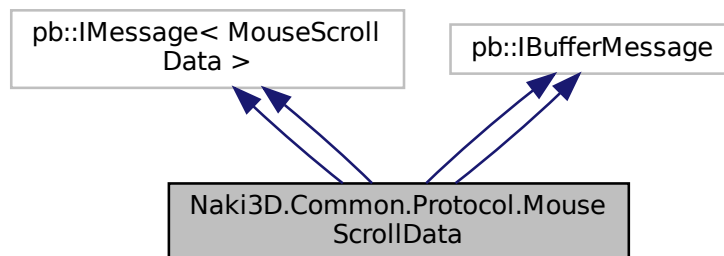 pb::IMessage< MouseScroll
Data >
pb::IBufferMessage
Naki3D.Common.Protocol.Mouse
ScrollData